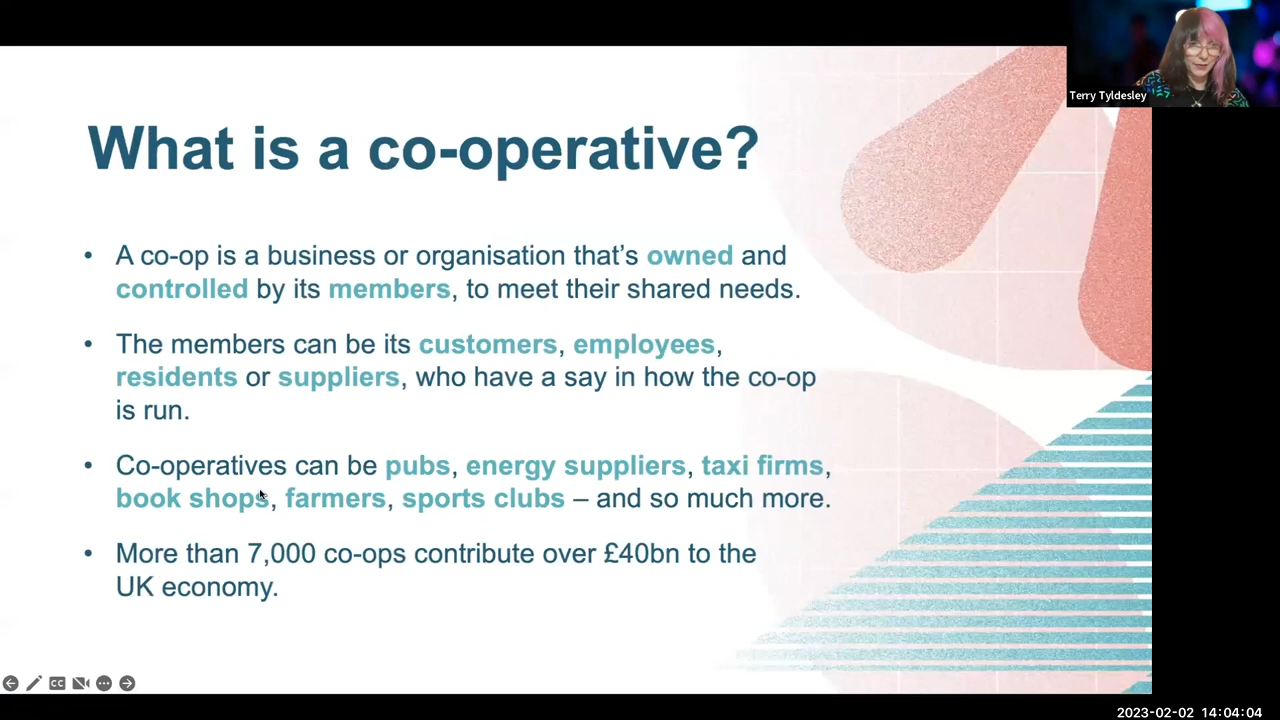 Terry Tyldesley
What is a co-operative?
• A co-op is a business or organisation that’s owned and
controlled by its members, to meet their shared needs.
• The members can be its customers, employees,
residents or suppliers, who have a say in how the co-op
is run.
• Co-operatives can be pubs, energy suppliers, taxi firms,
book shops, farmers, sports clubs – and so much more.
• More than 7,000 co-ops contribute over £40bn to the
UK economy.
CC
2023-02-02 14:04:04